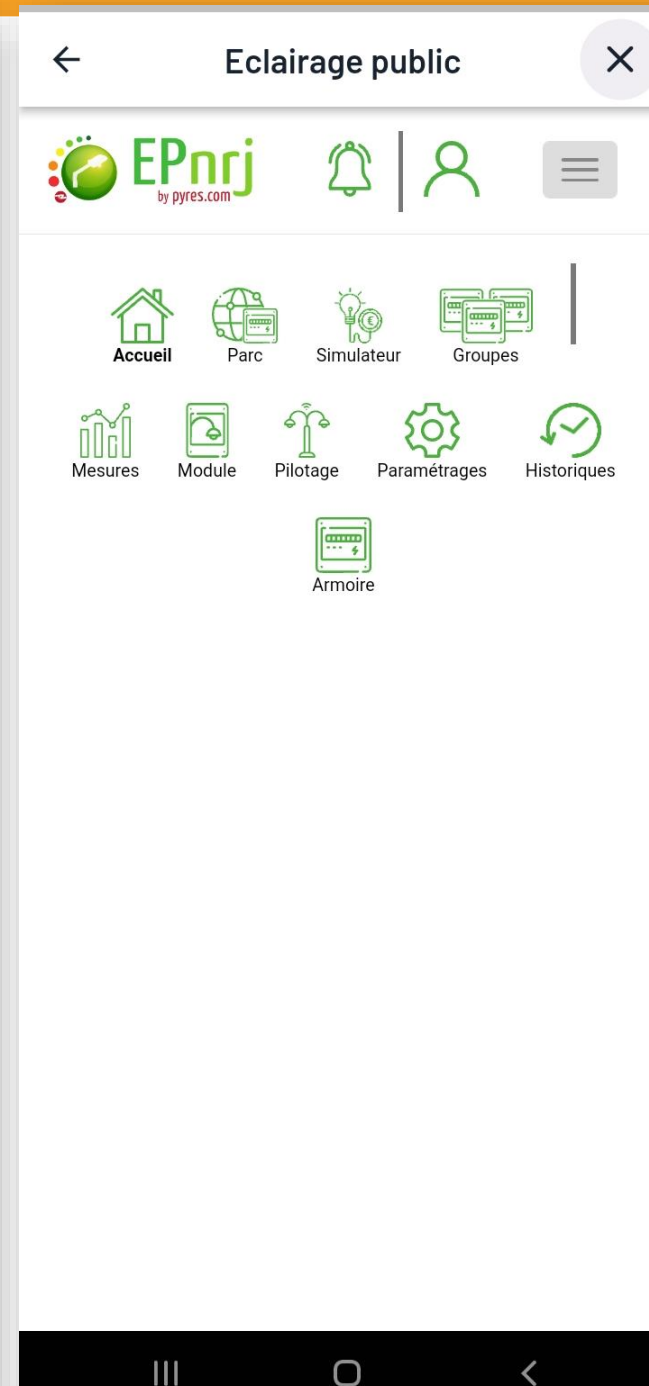 Eclairage public
EPnrj
by pyres.com
Accueil Parc Simulateur Groupes
Mesures Module Pilotage Paramétrages Historiques
Armoire